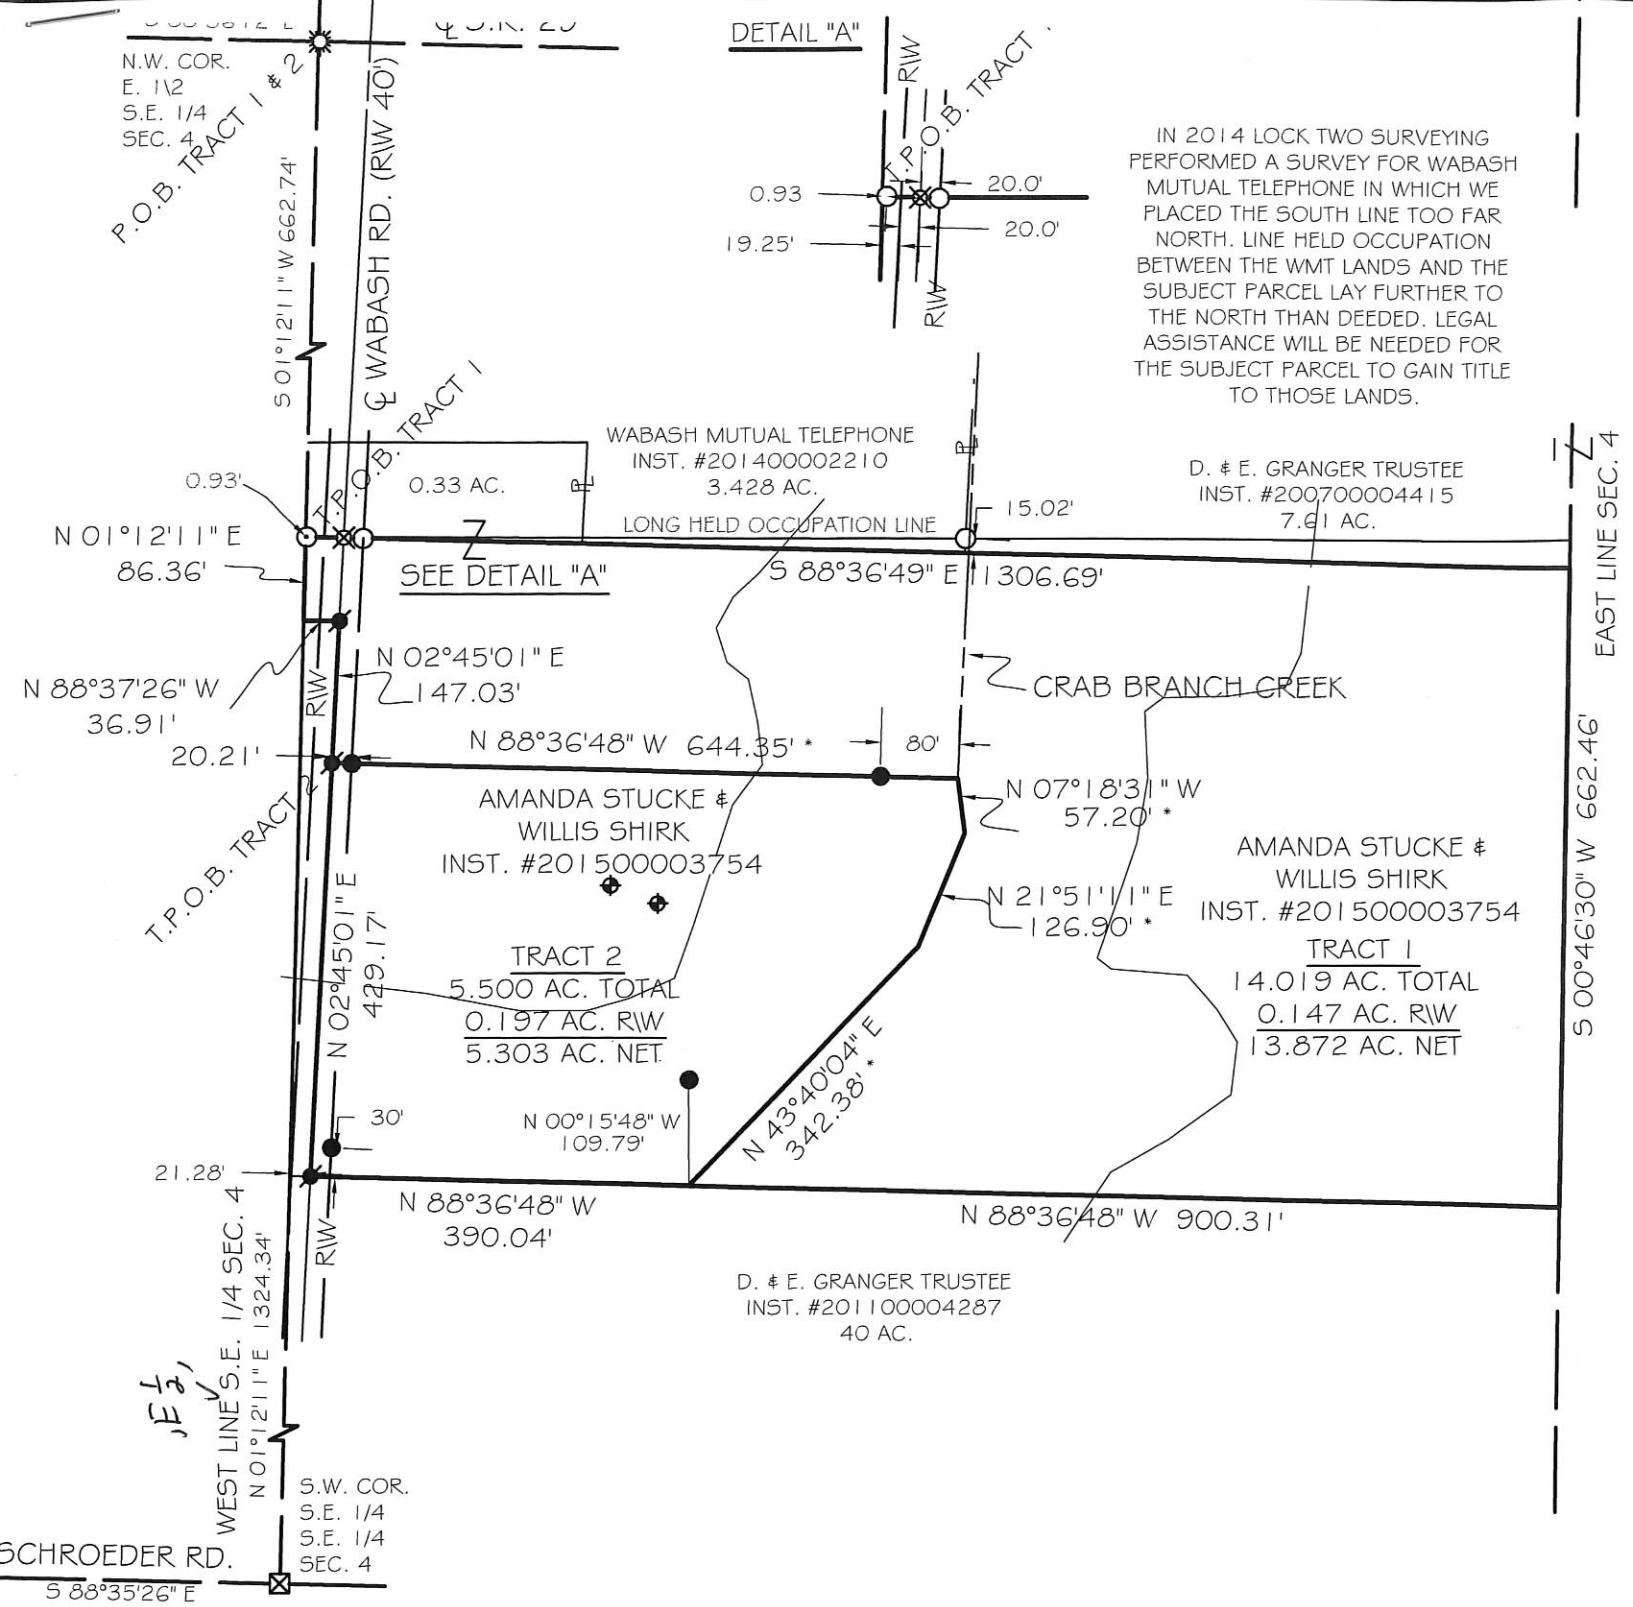 DETAIL "A"
N.W. COR.
E. 1\2
S.E. 1/4
SEC. 4
P.O.B. TRACT 1 & 2
S 01°12'11" W 662.74'
℄ WABASH RD. (R\W 40')
R\W
T.P.O.B. TRACT
0.93
20.0'
20.0'
19.25'
R\W
IN 2014 LOCK TWO SURVEYING
PERFORMED A SURVEY FOR WABASH
MUTUAL TELEPHONE IN WHICH WE
PLACED THE SOUTH LINE TOO FAR
NORTH. LINE HELD OCCUPATION
BETWEEN THE WMT LANDS AND THE
SUBJECT PARCEL LAY FURTHER TO
THE NORTH THAN DEEDED. LEGAL
ASSISTANCE WILL BE NEEDED FOR
THE SUBJECT PARCEL TO GAIN TITLE
TO THOSE LANDS.
T.P.O.B. TRACT 1
WABASH MUTUAL TELEPHONE
INST. #201400002210
3.428 AC.
0.33 AC.
℞
℞
0.93'
LONG HELD OCCUPATION LINE
15.02'
D. & E. GRANGER TRUSTEE
INST. #200700004415
7.61 AC.
EAST LINE SEC. 4
N 01°12'11" E
86.36'
SEE DETAIL "A"
S 88°36'49" E 1306.69'
N 02°45'01" E
147.03'
CRAB BRANCH CREEK
N 88°37'26" W
36.91'
R\W
20.21'
N 88°36'48" W 644.35' *
80'
N 07°18'31" W
57.20' *
T.P.O.B. TRACT 2
AMANDA STUCKE &
WILLIS SHIRK
INST. #201500003754
TRACT 2
5.500 AC. TOTAL
0.197 AC. R\W
5.303 AC. NET
N 21°51'11" E
126.90' *
AMANDA STUCKE &
WILLIS SHIRK
INST. #201500003754
TRACT 1
14.019 AC. TOTAL
0.147 AC. R\W
13.872 AC. NET
S 00°46'30" W 662.46'
N 02°45'01" E
429.17'
N 43°40'04" E
342.38' *
N 00°15'48" W
109.79'
30'
21.28'
R\W
N 88°36'48" W
390.04'
N 88°36'48" W 900.31'
D. & E. GRANGER TRUSTEE
INST. #201100004287
40 AC.
E 1/2,
WEST LINE S.E. 1/4 SEC. 4
N 01°12'11" E 1324.34'
S.W. COR.
S.E. 1/4
S.E. 1/4
SEC. 4
SCHROEDER RD.
S 88°35'26" E